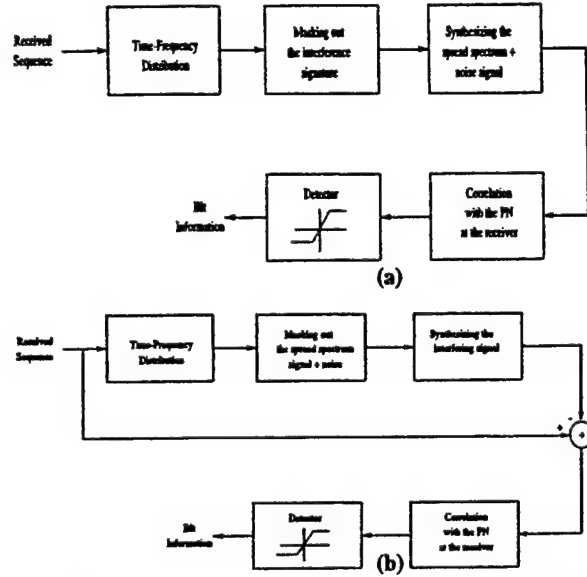 Received
Sequence
Time-Frequency
Distribution
Masking out
the interference
signature
Synthesizing the
spread spectrum +
noise signal
Bit
Information
Detector
Correlation
with the PN
at the receiver
(a)
Received
Sequence
Time-Frequency
Distribution
Masking out
the spread spectrum
signal + noise
Synthesizing the
Interfering signal
+
-
+
Bit
Information
Detector
Correlation
with the PN
at the receiver
(b)